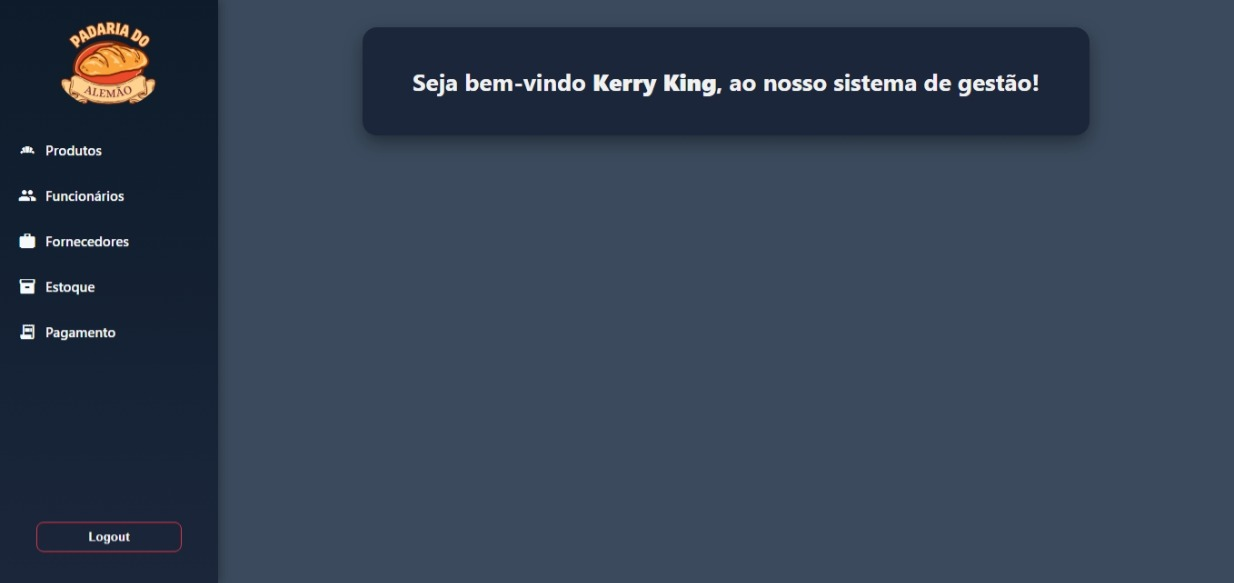 PADARIA DO
ALEMÃO
Produtos
Funcionários
Fornecedores
Estoque
Pagamento
Logout
Seja bem-vindo Kerry King, ao nosso sistema de gestão!